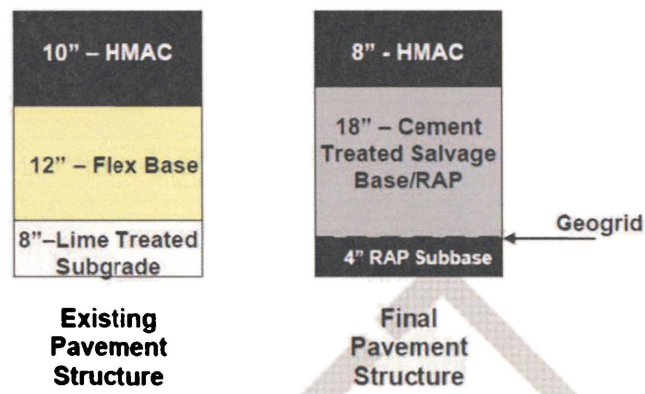 10” – HMAC
12” – Flex Base
8”–Lime Treated
Subgrade
Existing
Pavement
Structure
8” - HMAC
18” – Cement
Treated Salvage
Base/RAP
Geogrid
4” RAP Subbase
Final
Pavement
Structure